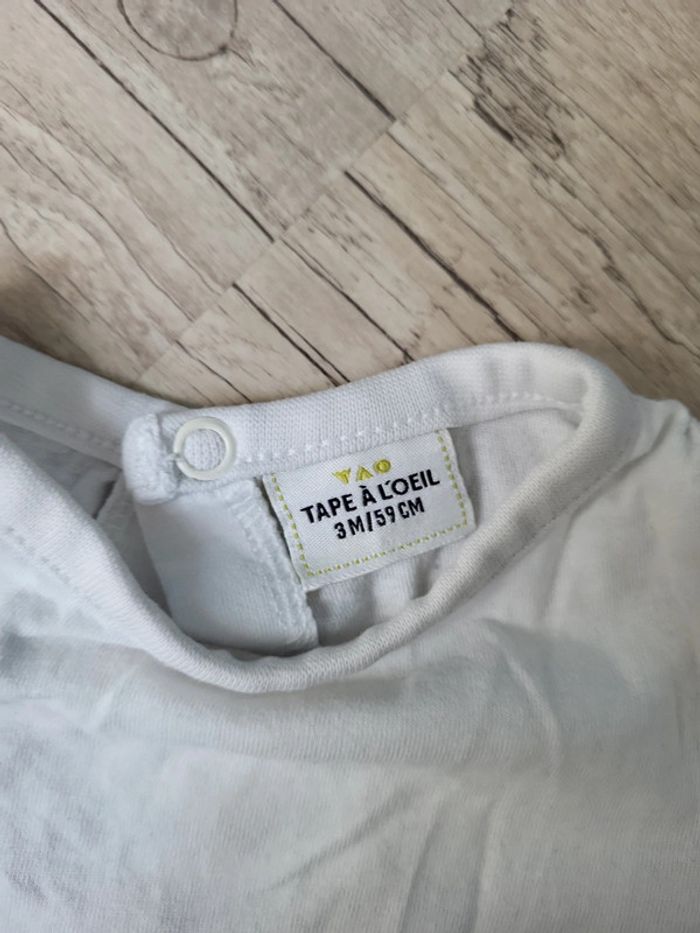 TAO
TAPE À L'OEIL
3M/59CM